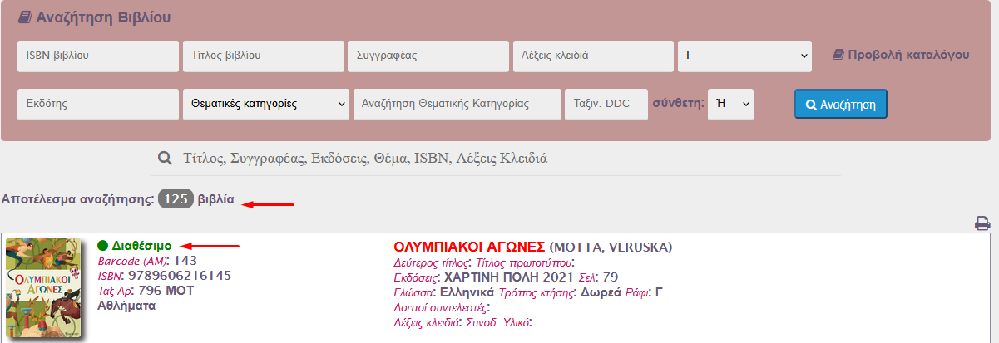 Αναζήτηση Βιβλίου
ISBN βιβλίου Τίτλος βιβλίου Συγγραφέας Λέξεις κλειδιά Γ Προβολή καταλόγου
Εκδότης Θεματικές κατηγορίες Αναζήτηση Θεματικής Κατηγορίας Ταξιν. DDC σύνθετη: Ή Αναζήτηση
Τίτλος, Συγγραφέας, Εκδόσεις, Θέμα, ISBN, Λέξεις Κλειδιά
Αποτέλεσμα αναζήτησης: 125 βιβλία
ΟΛΥΜΠΙΑΚΟΙ
ΑΓΩΝΕΣ
Διαθέσιμο
Barcode (ΑΜ): 143
ISBN: 9789606216145
Ταξ Αρ: 796 ΜΟΤ
Αθλήματα
ΟΛΥΜΠΙΑΚΟΙ ΑΓΩΝΕΣ (MOTTA, VERUSKA)
Δεύτερος τίτλος: Τίτλος πρωτοτύπου:
Εκδόσεις: ΧΑΡΤΙΝΗ ΠΟΛΗ 2021 Σελ: 79
Γλώσσα: Ελληνικά Τρόπος κτήσης: Δωρεά Ράφι: Γ
Λοιποί συντελεστές:
Λέξεις κλειδιά: Συνοδ. Υλικό: